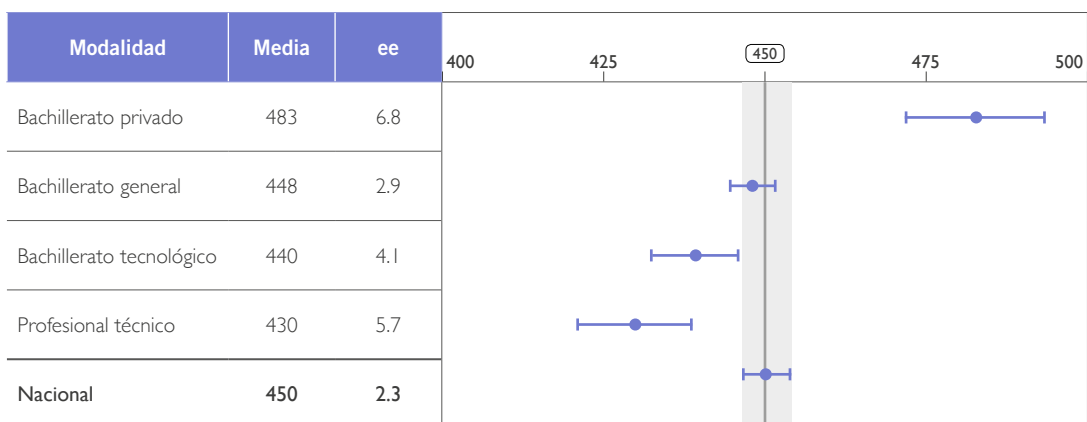 Modalidad Media ee
400 425 450 475 500
Bachillerato privado 483 6.8
Bachillerato general 448 2.9
Bachillerato tecnológico 440 4.1
Profesional técnico 430 5.7
Nacional 450 2.3